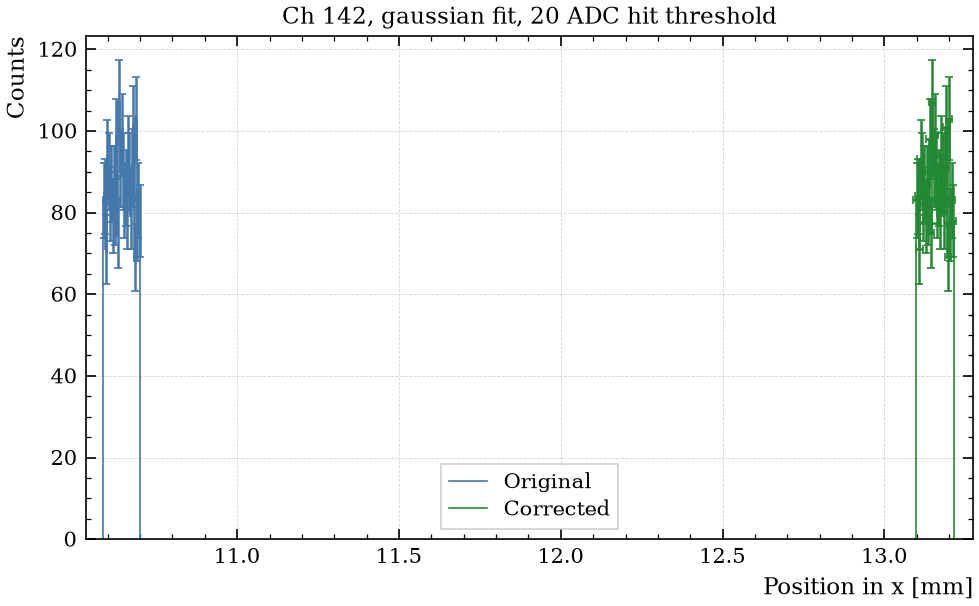 Ch 142, gaussian fit, 20 ADC hit threshold
Counts
120
100
80
60
40
20
0
Original
Corrected
11.0 11.5 12.0 12.5 13.0
Position in x [mm]